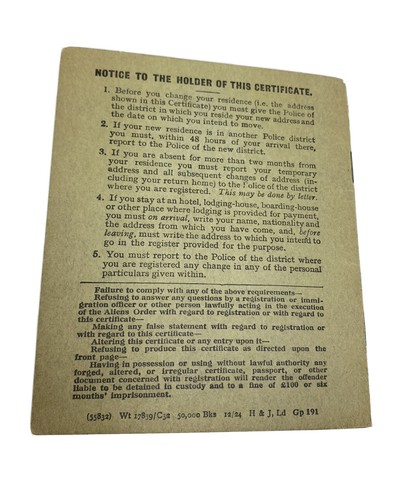 NOTICE TO THE HOLDER OF THIS CERTIFICATE.
1. Before you change your residence (i.e. the address
shown in this Certificate) you must give the Police of
the district in which you reside your new address and
the date on which you intend to move.
2. If your new residence is in another Police district
you must, within 48 hours of your arrival there,
report to the Police of the new district.
3. If you are absent for more than two months from
your residence you must report your temporary
address and all subsequent changes of address (in-
cluding your return home) to the Police of the district
where you are registered. This may be done by letter.
4. If you stay at an hotel, lodging-house, boarding-house
or other place where lodging is provided for payment,
you must on arrival, write your name, nationality and
the address from which you have come, and, before
leaving, must write the address to which you intend to
go in the register provided for the purpose.
5. You must report to the Police of the district where
you are registered any change in any of the personal
particulars given within.
Failure to comply with any of the above requirements—
Refusing to answer any questions by a registration or immi-
gration officer or other person lawfully acting in the execution
of the Aliens Order with regard to registration or with regard to
this certificate—
Making any false statement with regard to registration or
with regard to this certificate—
Altering this certificate or any entry upon it—
Refusing to produce this certificate as directed upon the
front page—
Having in possession or using without lawful authority any
forged, altered, or irregular certificate, passport, or other
document concerned with registration will render the offender
liable to be detained in custody and to a fine of £100 or six
months' imprisonment.
(55832) Wt 17839/C32 50,000 Bks 12/24 H & J, Ld Gp 191